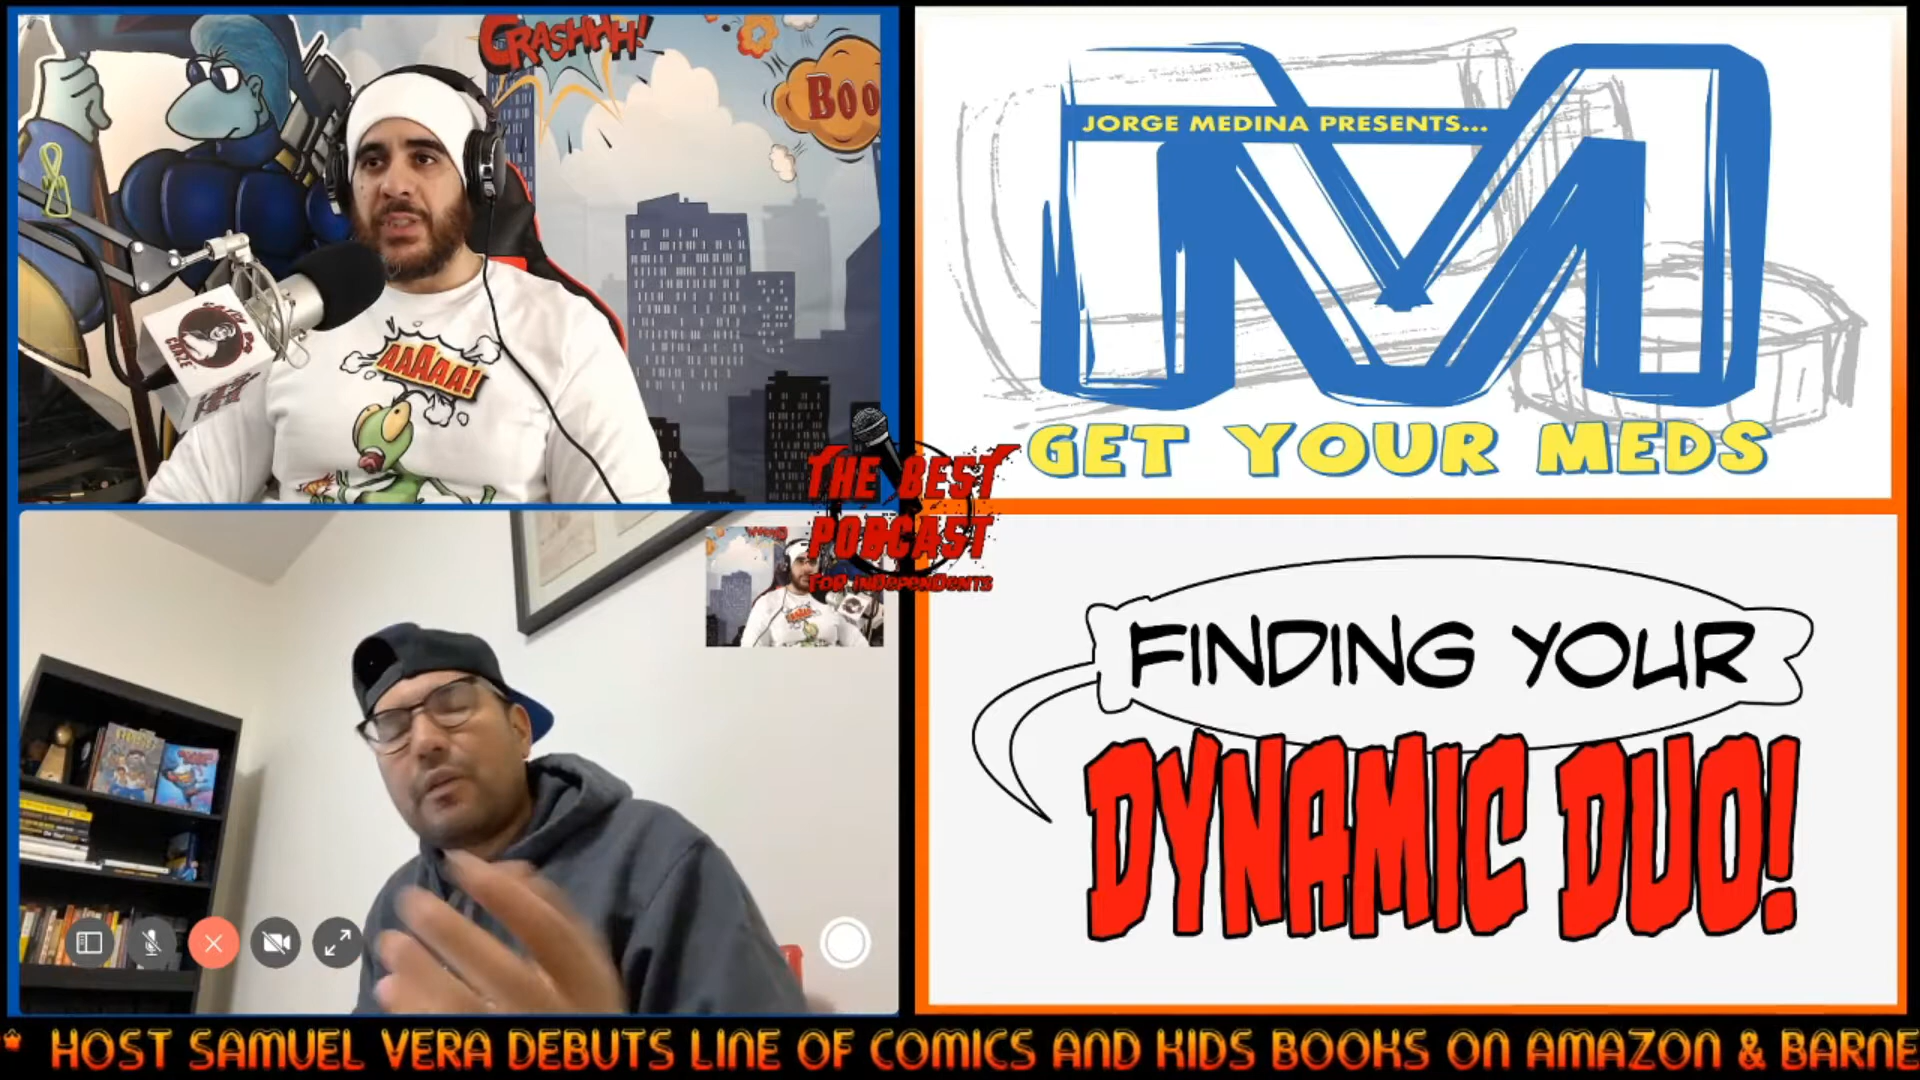 CRASHHH!
BOO
AAAAA!
JORGE MEDINA PRESENTS...
GET YOUR MEDS
THE BEST
PODCAST
FOR INDEPENDENTS
FINDING YOUR
DYNAMIC DUO!
* HOST SAMUEL VERA DEBUTS LINE OF COMICS AND KIDS BOOKS ON AMAZON & BARNE